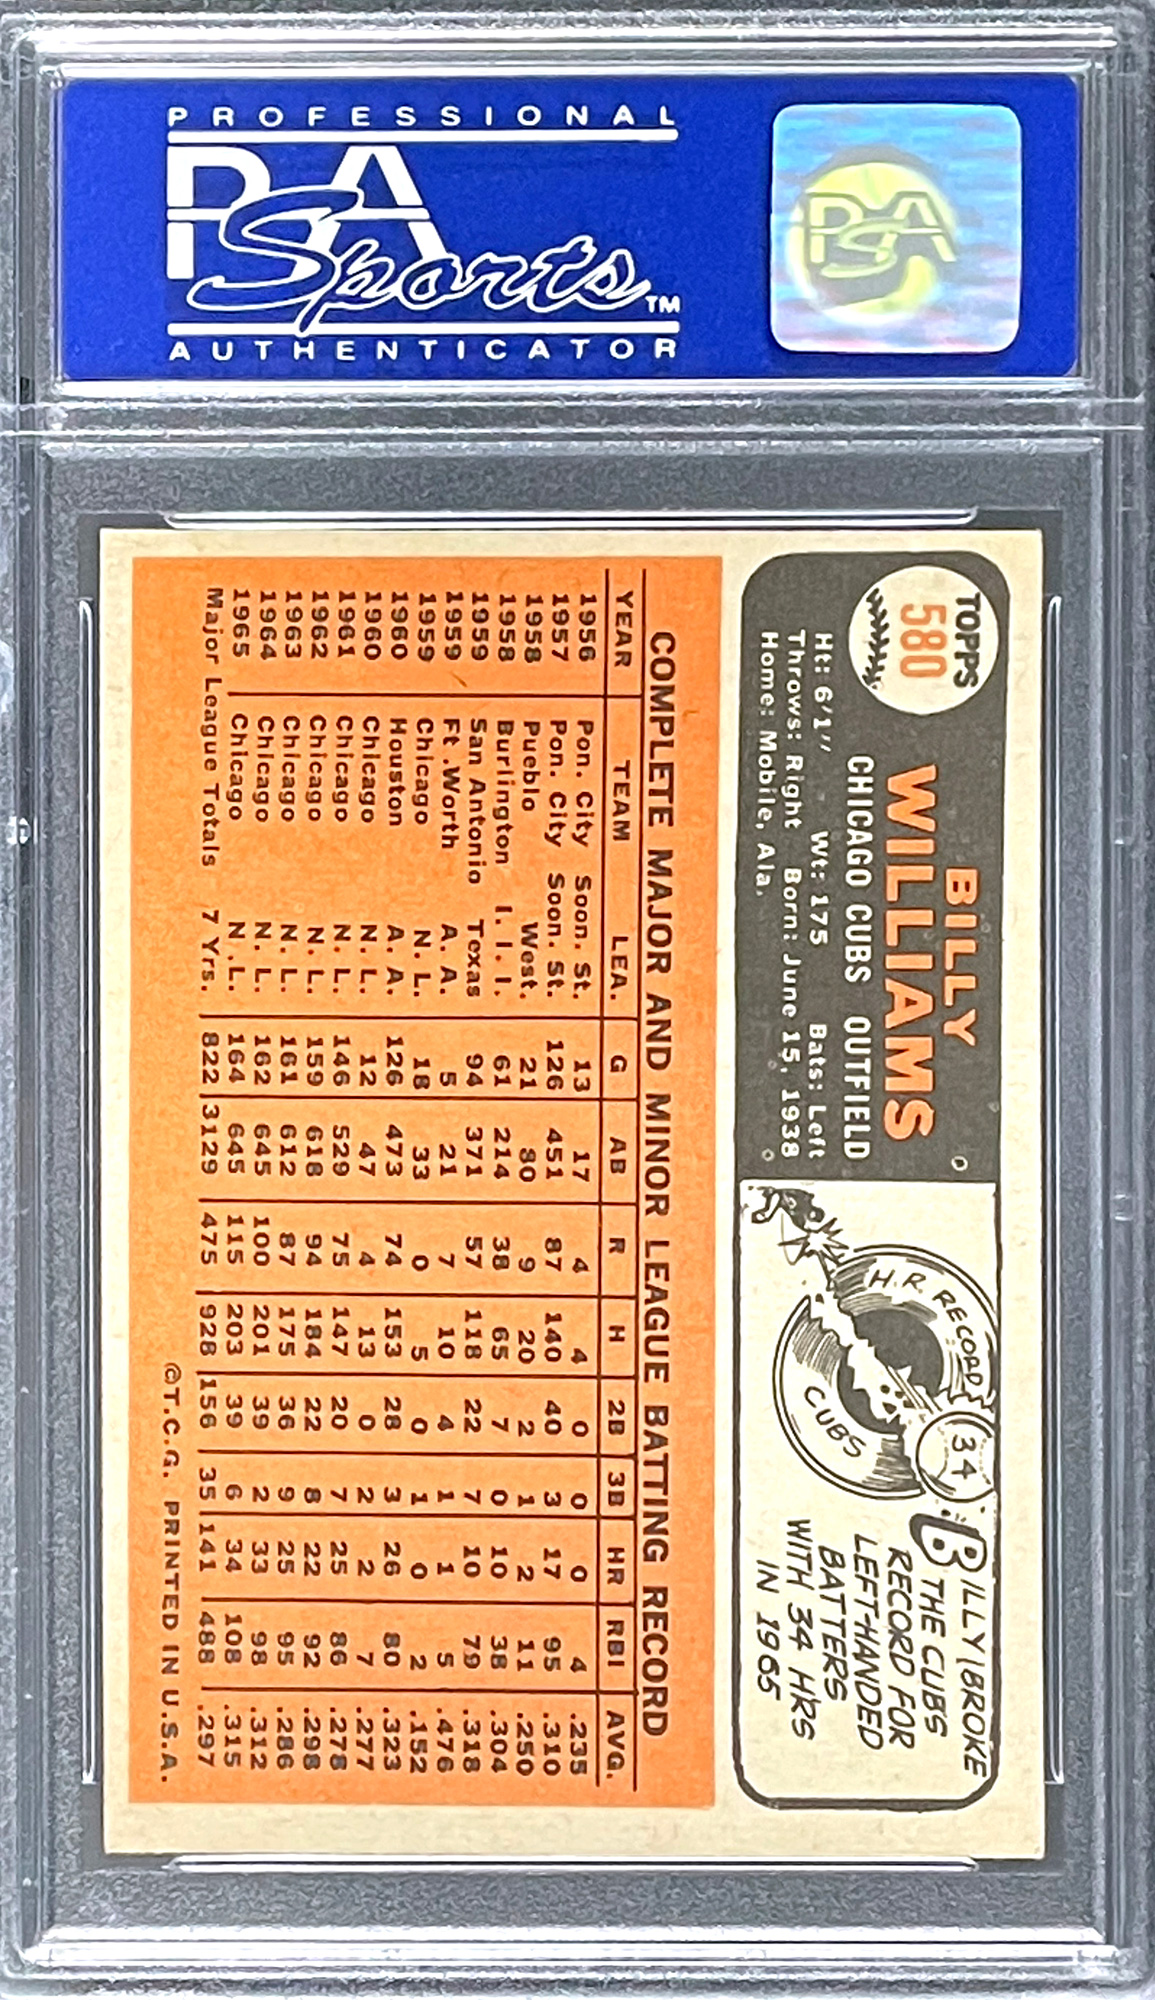 PROFESSIONAL
PSA
Sports™
AUTHENTICATOR
PSA
TOPPS
580
BILLY
WILLIAMS
CHICAGO CUBS OUTFIELD
Ht: 6'1" Wt: 175 Bats: Left
Throws: Right Born: June 15, 1938
Home: Mobile, Ala.
H.R. RECORD
CUBS
34
BILLY BROKE
THE CUBS
RECORD FOR
LEFT-HANDED
BATTERS
WITH 34 HRS
IN 1965
COMPLETE MAJOR AND MINOR LEAGUE BATTING RECORD
YEAR TEAM LEA. G AB R H 2B 3B HR RBI AVG.
1956 Pon. City Soon. St. 13 17 4 4 0 0 0 4 .235
1957 Pon. City Soon. St. 126 451 87 140 40 3 17 95 .310
1958 Pueblo West. 21 80 9 20 2 1 2 11 .250
1958 Burlington I. I. I. 61 214 38 65 7 0 10 38 .304
1959 San Antonio Texas 94 371 57 118 22 7 10 79 .318
1959 Ft.Worth A. A. 5 21 7 10 4 1 1 5 .476
1959 Chicago N. L. 18 33 0 5 0 1 0 2 .152
1960 Houston A. A. 126 473 74 153 28 3 26 80 .323
1960 Chicago N. L. 12 47 4 13 0 2 2 7 .277
1961 Chicago N. L. 146 529 75 147 20 7 25 86 .278
1962 Chicago N. L. 159 618 94 184 22 8 22 92 .298
1963 Chicago N. L. 161 612 87 175 36 9 25 95 .286
1964 Chicago N. L. 162 645 100 201 39 2 33 98 .312
1965 Chicago N. L. 164 645 115 203 39 6 34 108 .315
Major League Totals 7 Yrs. 822 3129 475 928 156 35 141 488 .297
©T.C.G. PRINTED IN U.S.A.